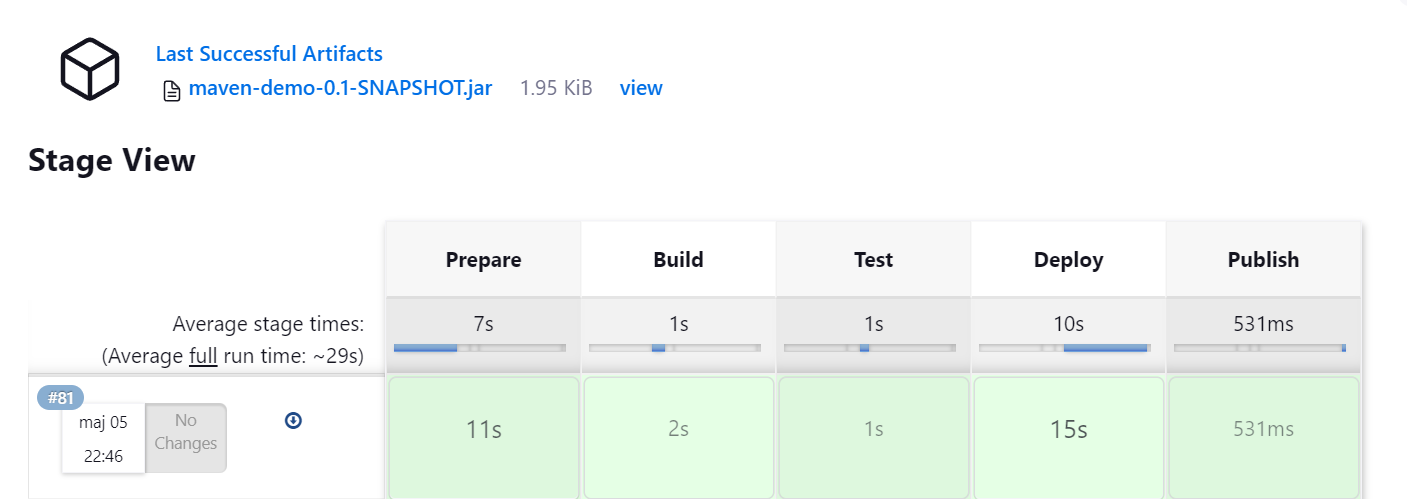 Last Successful Artifacts
maven-demo-0.1-SNAPSHOT.jar 1.95 KiB view
Stage View
Prepare Build Test Deploy Publish
Average stage times: 7s 1s 1s 10s 531ms
(Average full run time: ~29s)
#81
maj 05
22:46
No
Changes
11s 2s 1s 15s 531ms